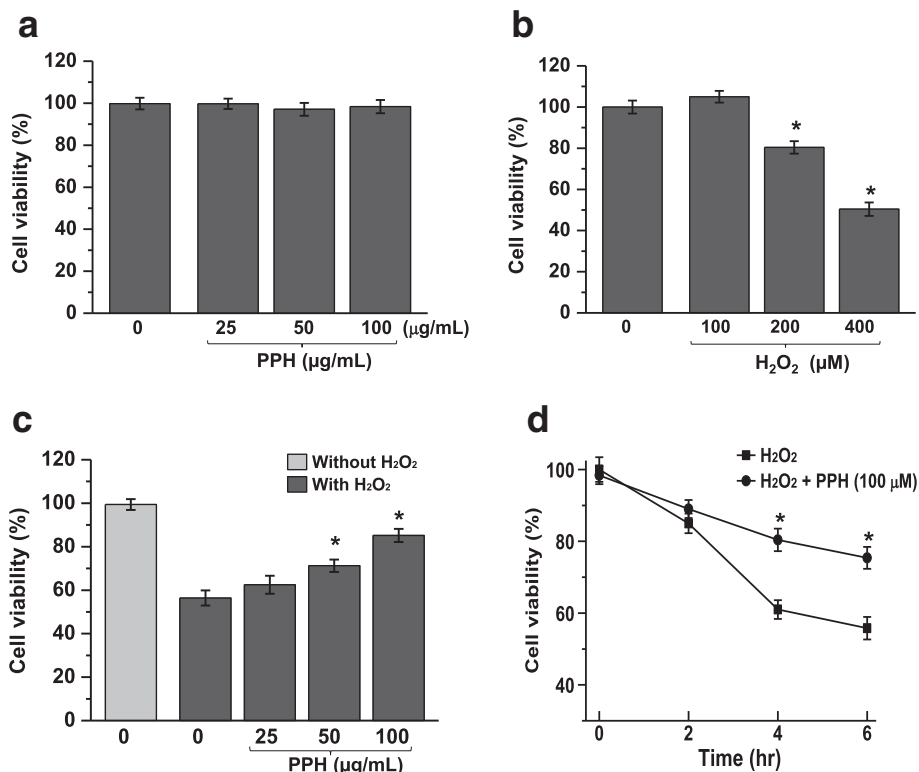 a
120
100
80
60
40
20
0
Cell viability (%)
0 25 50 100 (μg/mL)
PPH (μg/mL)
b
120
100
80
60
40
20
0
Cell viability (%)
* *
0 100 200 400
H₂O₂ (μM)
c
120
100
80
60
40
20
0
Cell viability (%)
Without H₂O₂
With H₂O₂
* *
0 0 25 50 100
PPH (μg/mL)
d
100
80
60
40
Cell viability (%)
H₂O₂
H₂O₂ + PPH (100 μM)
* *
0 2 4 6
Time (hr)